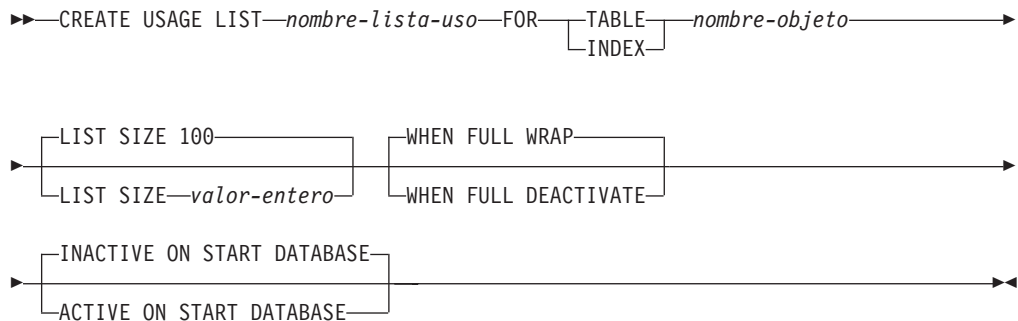 CREATE USAGE LIST nombre-lista-uso FOR TABLE nombre-objeto
INDEX
LIST SIZE 100 WHEN FULL WRAP
LIST SIZE valor-entero WHEN FULL DEACTIVATE
INACTIVE ON START DATABASE
ACTIVE ON START DATABASE